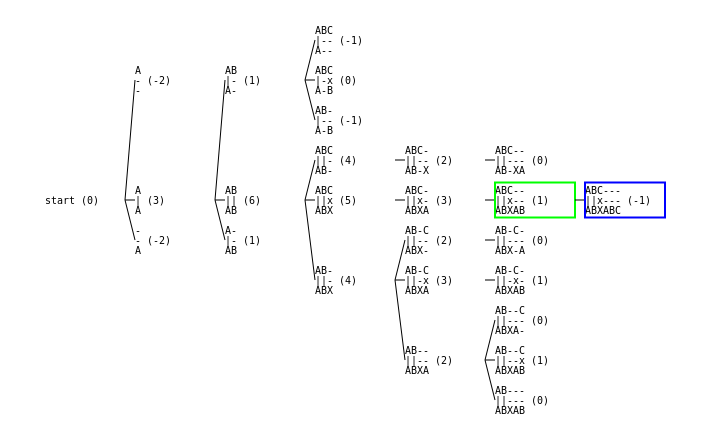 start (0)
A
- (-2)
-
A
| (3)
A
-
- (-2)
A
AB
|- (1)
A-
AB
|| (6)
AB
A-
|- (1)
AB
ABC
|-- (-1)
A--
ABC
|-x (0)
A-B
AB-
|-- (-1)
A-B
ABC
||- (4)
AB-
ABC
||x (5)
ABX
AB-
||- (4)
ABX
ABC-
||-- (2)
AB-X
ABC-
||x- (3)
ABXA
AB-C
||-- (2)
ABX-
AB-C
||-x (3)
ABXA
AB--
||-- (2)
ABXA
ABC--
||--- (0)
AB-XA
ABC--
||x-- (1)
ABXAB
AB-C-
||--- (0)
ABX-A
AB-C-
||-x- (1)
ABXAB
AB--C
||--- (0)
ABXA-
AB--C
||--x (1)
ABXAB
AB---
||--- (0)
ABXAB
ABC---
||x--- (-1)
ABXABC